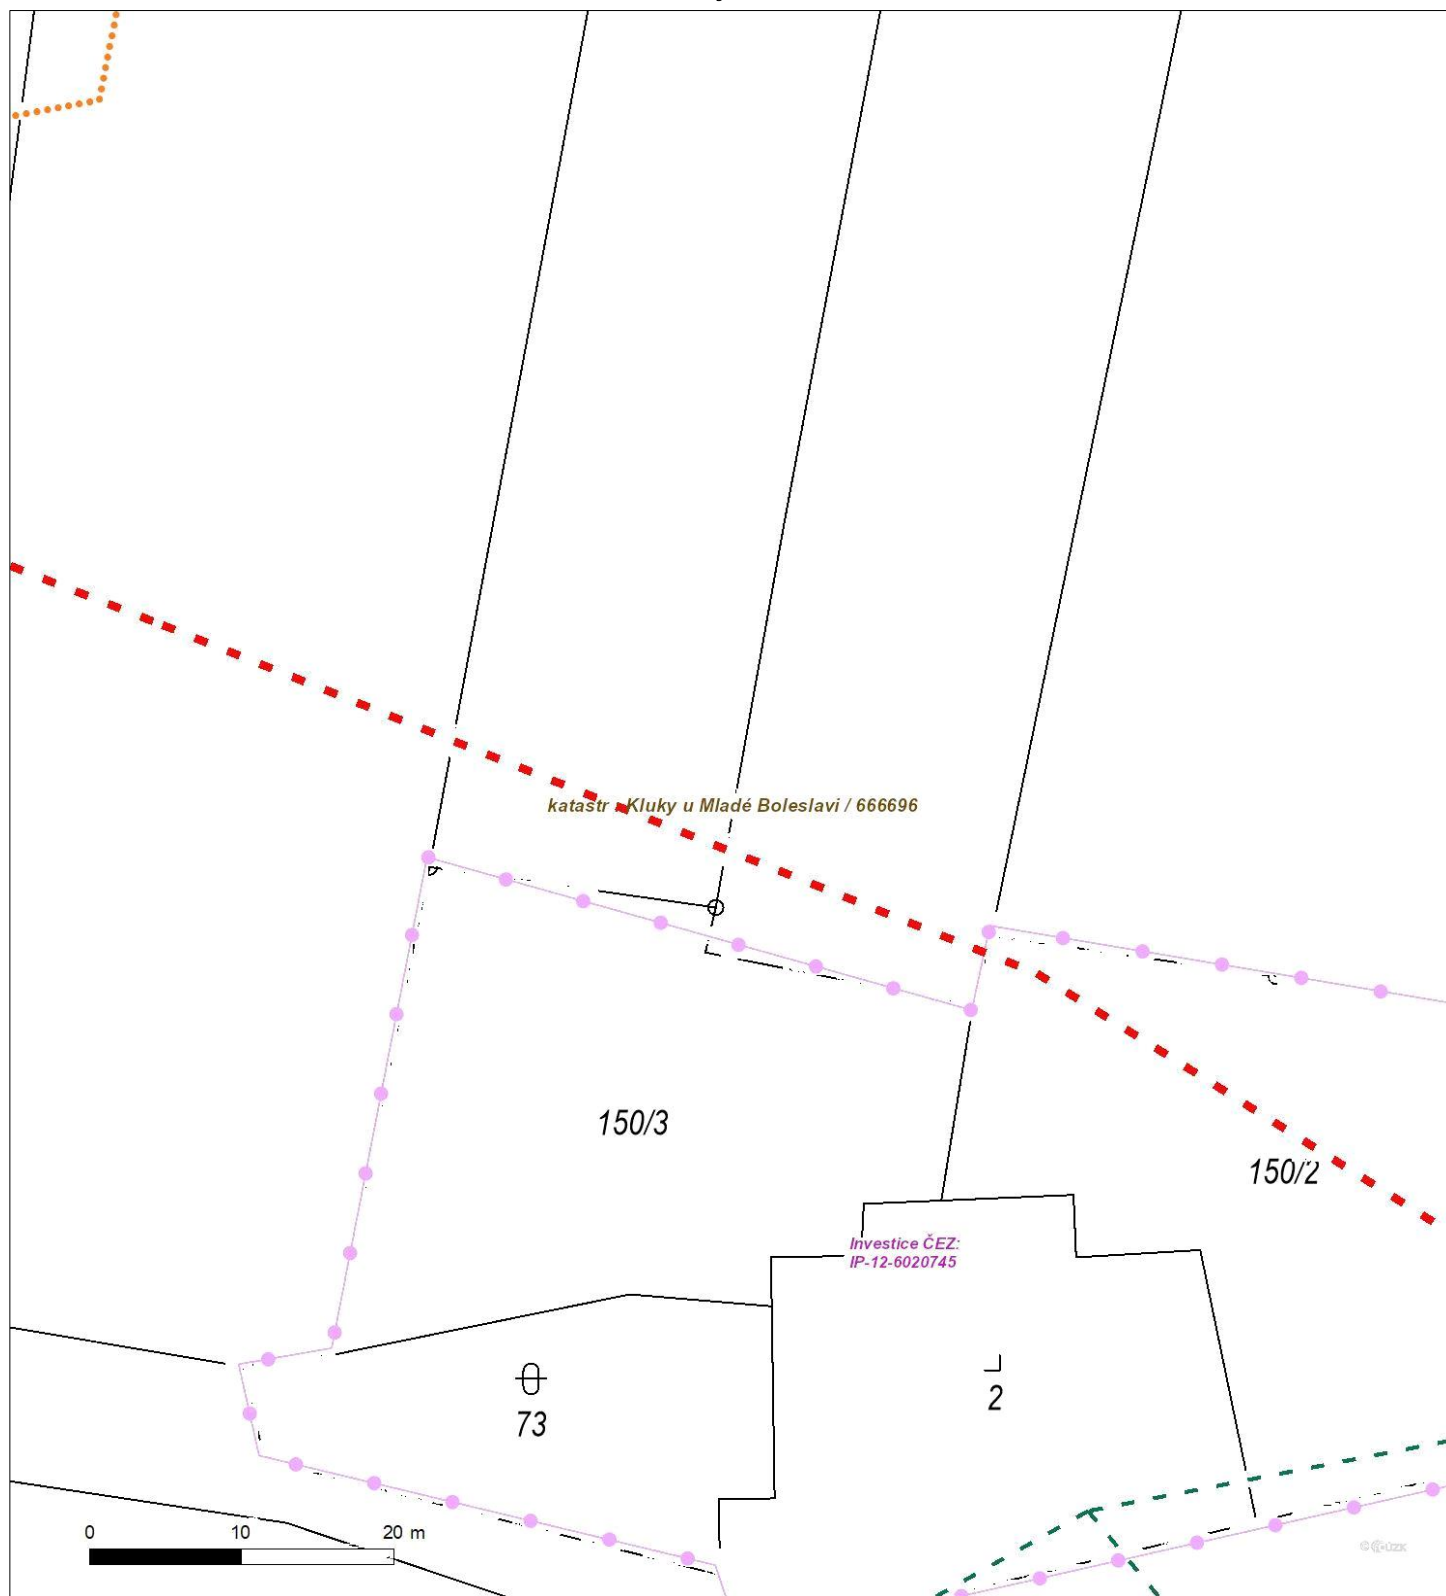 katastr : Kluky u Mladé Boleslavi / 666696
150/3
150/2
Investice ČEZ:
IP-12-6020745
2
73
0 10 20 m
© ČÚZK